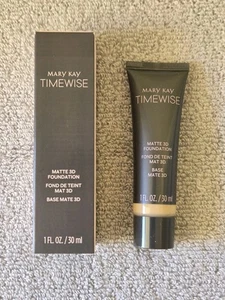 MARY KAY
TIMEWISE
MATTE 3D
FOUNDATION
FOND DE TEINT
MAT 3D
BASE MATE 3D
1 FL. OZ. / 30 ml
MARY KAY
TIMEWISE
MATTE 3D
FOUNDATION
FOND DE TEINT
MAT 3D
BASE
MATE 3D
1 FL. OZ. / 30 ml